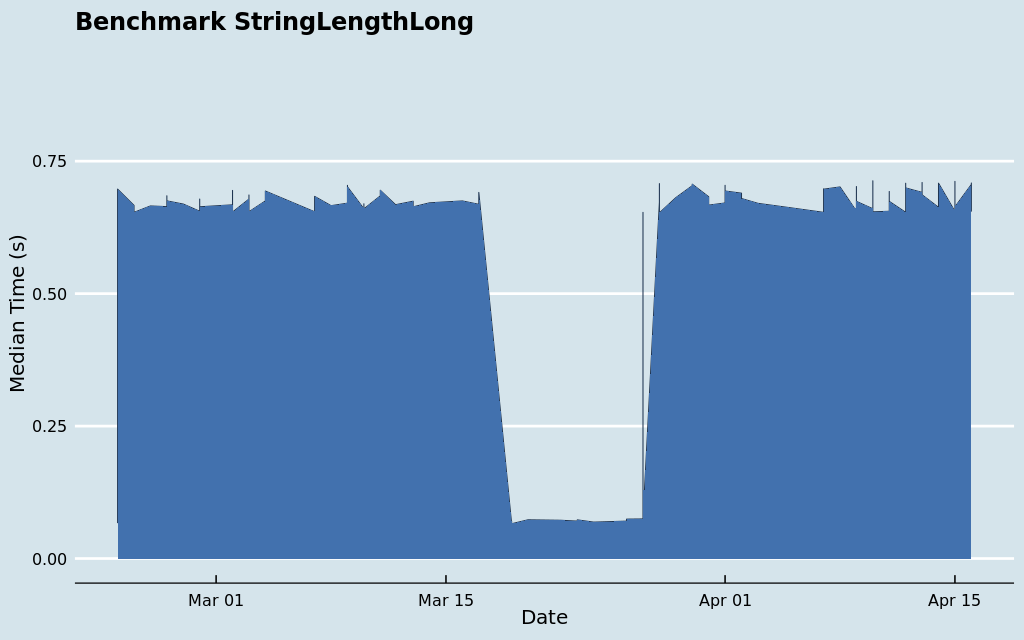 Benchmark StringLengthLong
0.75
0.50
0.25
0.00
Median Time (s)
Mar 01
Mar 15
Apr 01
Apr 15
Date